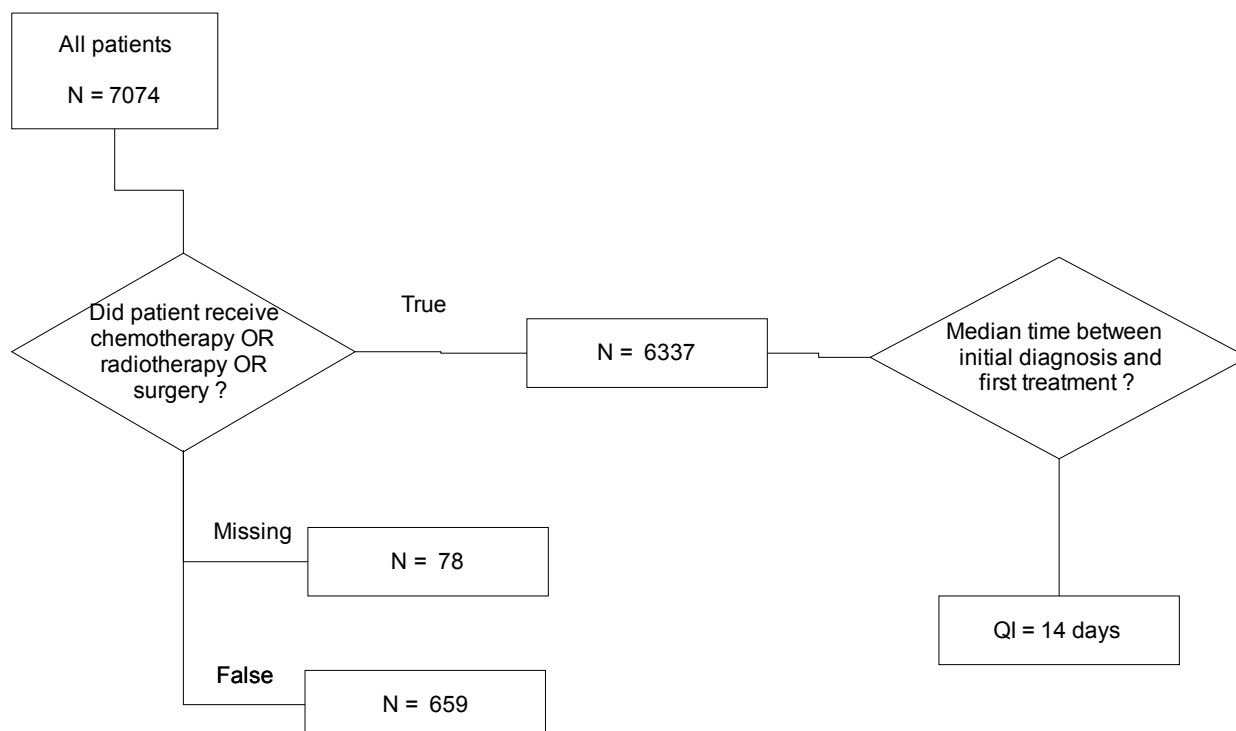 All patients
N = 7074
Did patient receive
chemotherapy OR
radiotherapy OR
surgery ?
True
N = 6337
Median time between
initial diagnosis and
first treatment ?
Missing
N = 78
QI = 14 days
False
N = 659